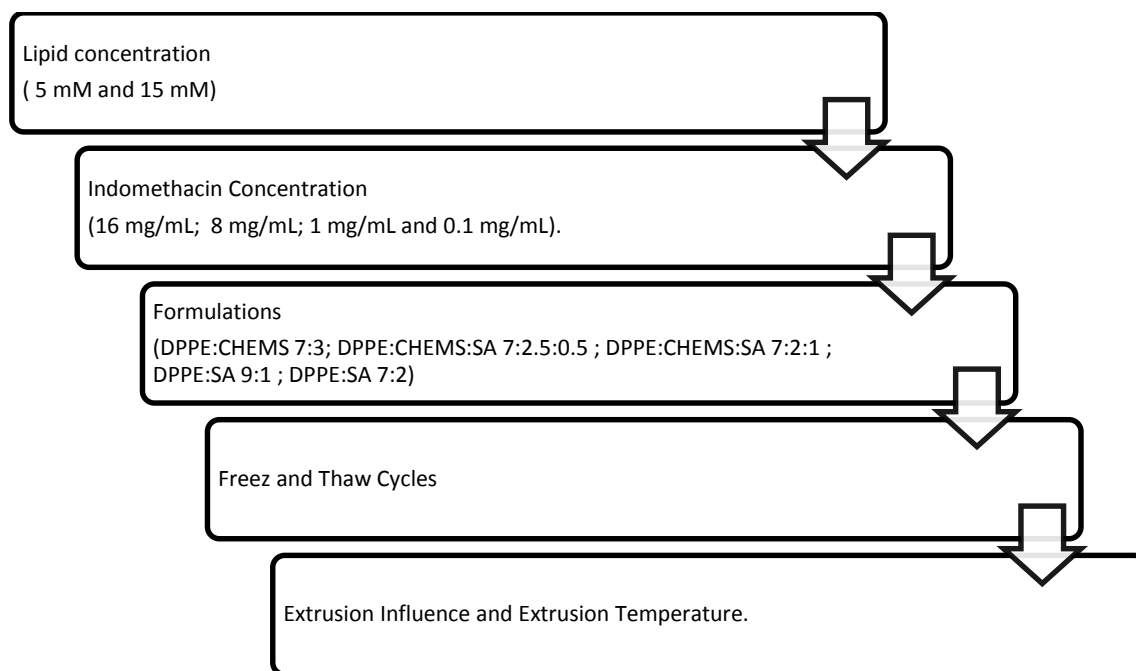 Lipid concentration
( 5 mM and 15 mM)
Indomethacin Concentration
(16 mg/mL;  8 mg/mL; 1 mg/mL and 0.1 mg/mL).
Formulations
(DPPE:CHEMS 7:3; DPPE:CHEMS:SA 7:2.5:0.5 ; DPPE:CHEMS:SA 7:2:1 ;
DPPE:SA 9:1 ; DPPE:SA 7:2)
Freez and Thaw Cycles
Extrusion Influence and Extrusion Temperature.